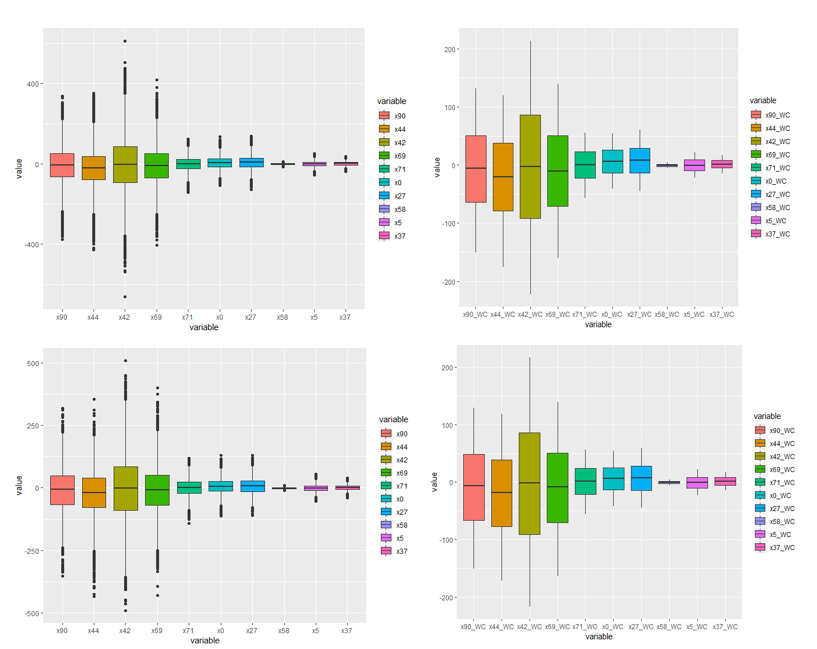 400
0
-400
value
x90 x44 x42 x69 x71 x0 x27 x58 x5 x37
variable
variable
x90
x44
x42
x69
x71
x0
x27
x58
x5
x37
200
100
0
-100
-200
value
x90_WC x44_WC x42_WC x69_WC x71_WC x0_WC x27_WC x58_WC x5_WC x37_WC
variable
variable
x90_WC
x44_WC
x42_WC
x69_WC
x71_WC
x0_WC
x27_WC
x58_WC
x5_WC
x37_WC
500
250
0
-250
-500
value
x90 x44 x42 x69 x71 x0 x27 x58 x5 x37
variable
variable
x90
x44
x42
x69
x71
x0
x27
x58
x5
x37
200
100
0
-100
-200
value
x90_WC x44_WC x42_WC x69_WC x71_WC x0_WC x27_WC x58_WC x5_WC x37_WC
variable
variable
x90_WC
x44_WC
x42_WC
x69_WC
x71_WC
x0_WC
x27_WC
x58_WC
x5_WC
x37_WC